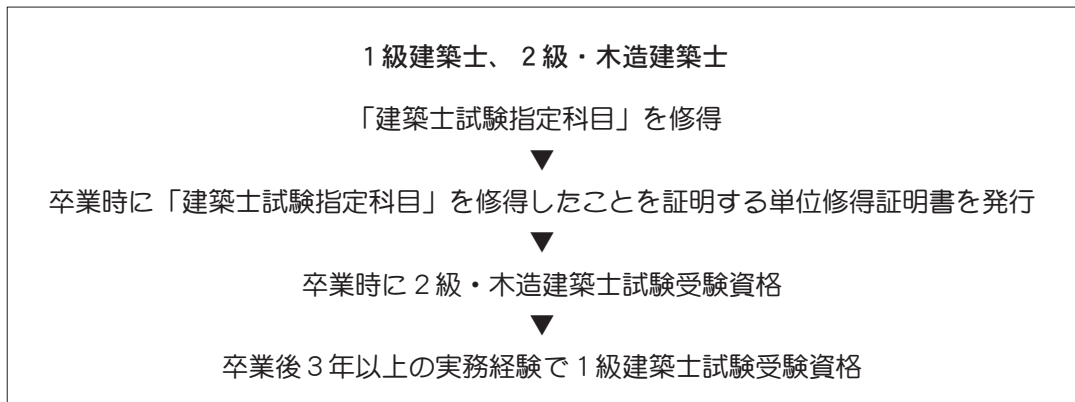 1級建築士、2級・木造建築士
「建築士試験指定科目」を修得
▼
卒業時に「建築士試験指定科目」を修得したことを証明する単位修得証明書を発行
▼
卒業時に2級・木造建築士試験受験資格
▼
卒業後3年以上の実務経験で1級建築士試験受験資格